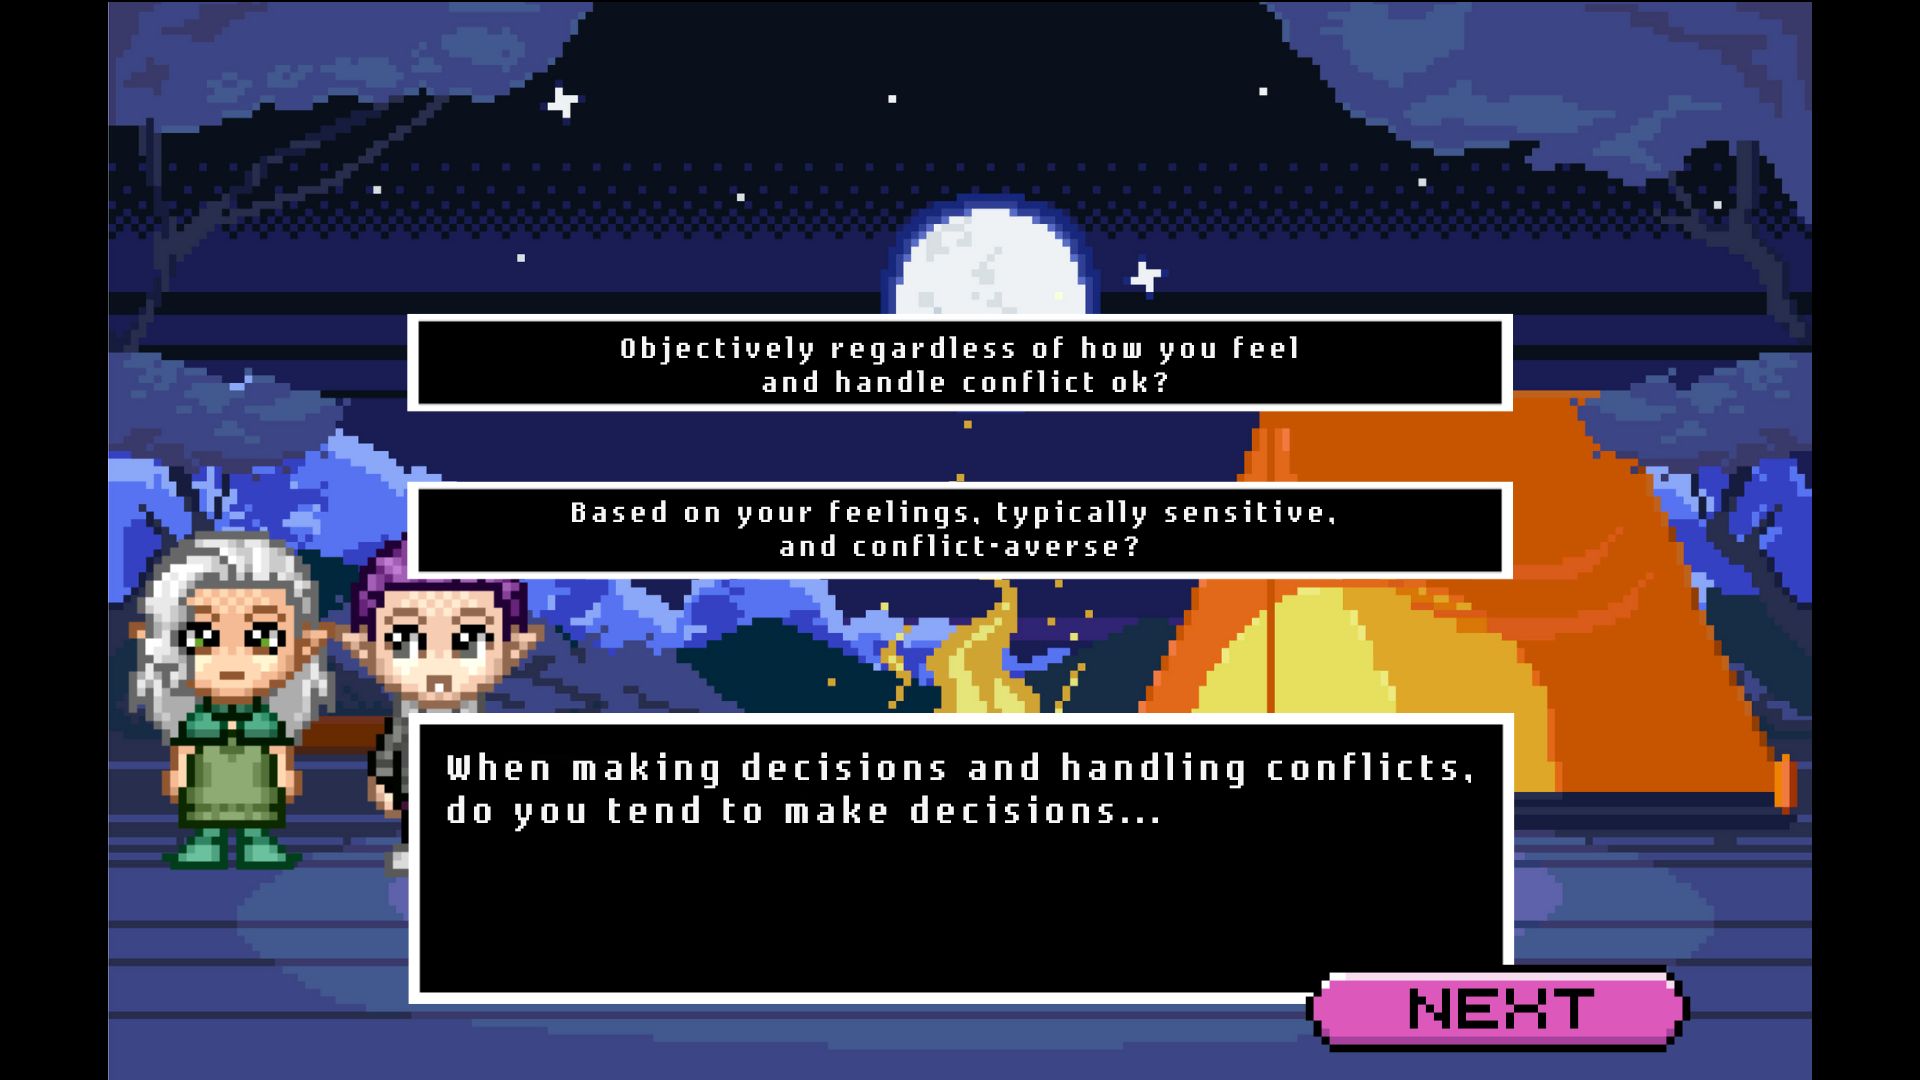 Objectively regardless of how you feel
and handle conflict ok?
Based on your feelings, typically sensitive,
and conflict-averse?
When making decisions and handling conflicts,
do you tend to make decisions...
NEXT